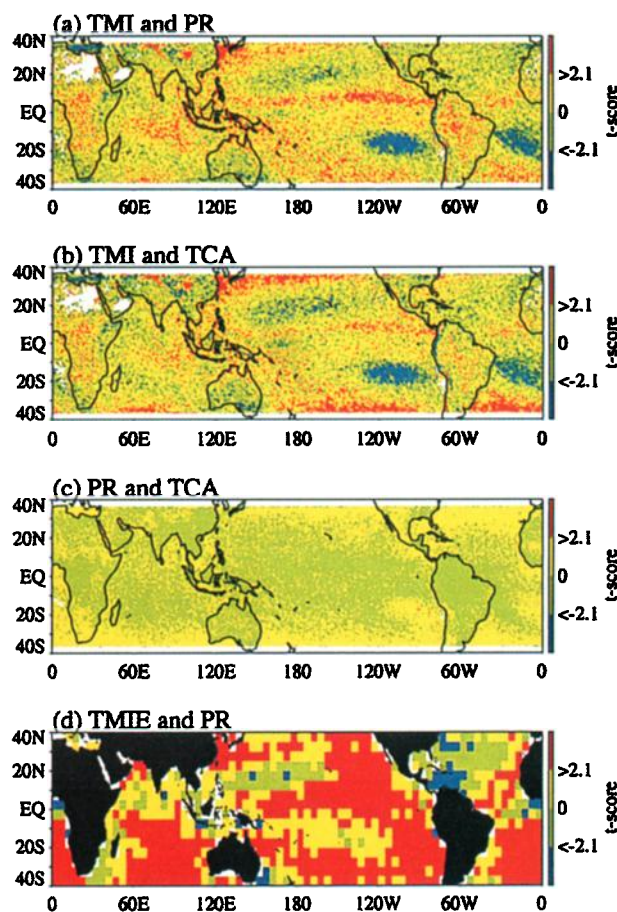 (a) TMI and PR
40N
20N
EQ
20S
40S
0 60E 120E 180 120W 60W 0
>2.1
0
<-2.1
t-score
(b) TMI and TCA
40N
20N
EQ
20S
40S
0 60E 120E 180 120W 60W 0
>2.1
0
<-2.1
t-score
(c) PR and TCA
40N
20N
EQ
20S
40S
0 60E 120E 180 120W 60W 0
>2.1
0
<-2.1
t-score
(d) TMIE and PR
40N
20N
EQ
20S
40S
0 60E 120E 180 120W 60W 0
>2.1
0
<-2.1
t-score